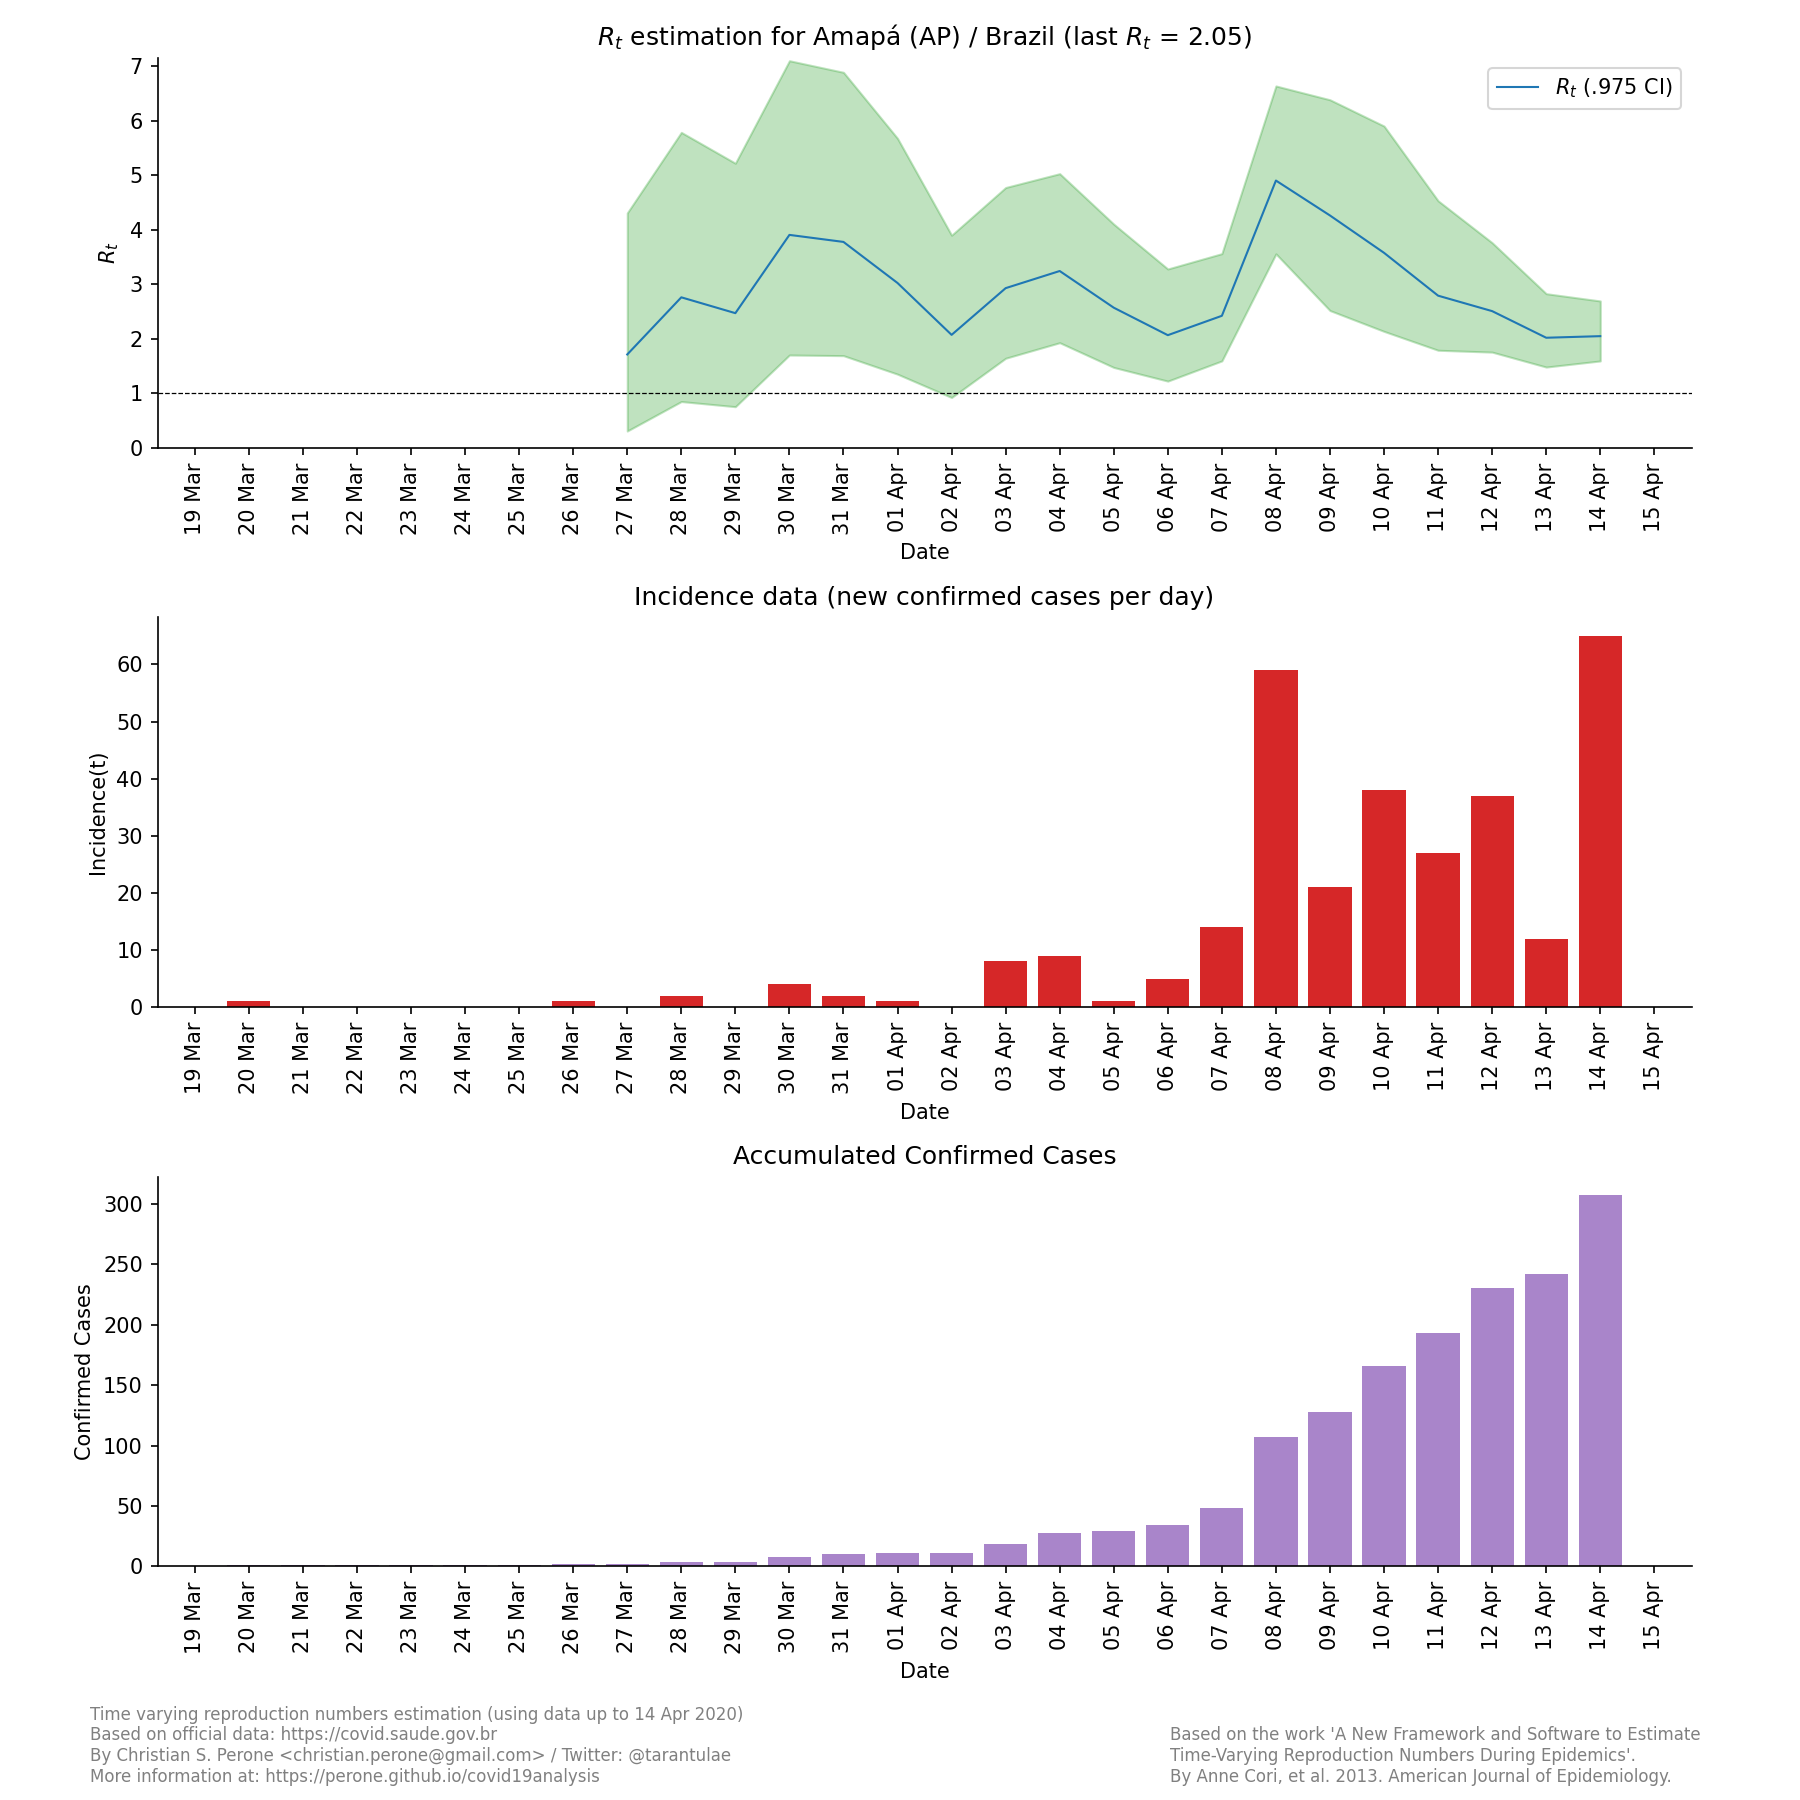 R_t estimation for Amapá (AP) / Brazil (last R_t = 2.05)
R_t (.975 CI)
7
6
5
4
3
2
1
0
R_t
19 Mar
20 Mar
21 Mar
22 Mar
23 Mar
24 Mar
25 Mar
26 Mar
27 Mar
28 Mar
29 Mar
30 Mar
31 Mar
01 Apr
02 Apr
03 Apr
04 Apr
05 Apr
06 Apr
07 Apr
08 Apr
09 Apr
10 Apr
11 Apr
12 Apr
13 Apr
14 Apr
15 Apr
Date
Incidence data (new confirmed cases per day)
60
50
40
30
20
10
0
Incidence(t)
19 Mar
20 Mar
21 Mar
22 Mar
23 Mar
24 Mar
25 Mar
26 Mar
27 Mar
28 Mar
29 Mar
30 Mar
31 Mar
01 Apr
02 Apr
03 Apr
04 Apr
05 Apr
06 Apr
07 Apr
08 Apr
09 Apr
10 Apr
11 Apr
12 Apr
13 Apr
14 Apr
15 Apr
Date
Accumulated Confirmed Cases
300
250
200
150
100
50
0
Confirmed Cases
19 Mar
20 Mar
21 Mar
22 Mar
23 Mar
24 Mar
25 Mar
26 Mar
27 Mar
28 Mar
29 Mar
30 Mar
31 Mar
01 Apr
02 Apr
03 Apr
04 Apr
05 Apr
06 Apr
07 Apr
08 Apr
09 Apr
10 Apr
11 Apr
12 Apr
13 Apr
14 Apr
15 Apr
Date
Time varying reproduction numbers estimation (using data up to 14 Apr 2020)
Based on official data: https://covid.saude.gov.br
By Christian S. Perone <christian.perone@gmail.com> / Twitter: @tarantulae
More information at: https://perone.github.io/covid19analysis
Based on the work 'A New Framework and Software to Estimate
Time-Varying Reproduction Numbers During Epidemics'.
By Anne Cori, et al. 2013. American Journal of Epidemiology.